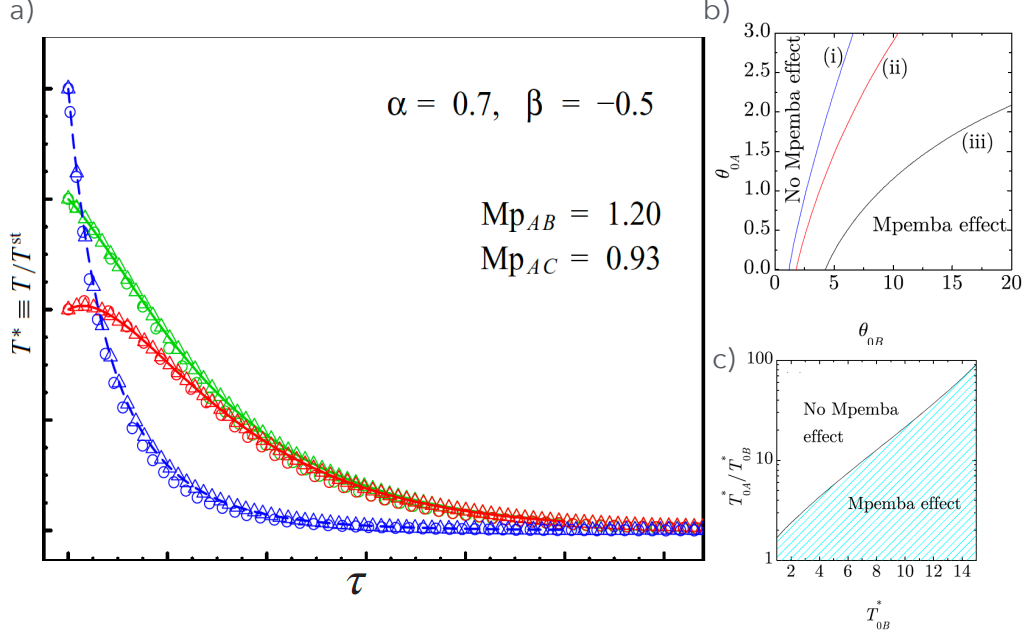 a)
α = 0.7, β = −0.5
Mp_AB = 1.20
Mp_AC = 0.93
T* ≡ T/T^st
τ
b)
3.0
2.5
2.0
1.5
1.0
0.5
0.0
θ_0A
No Mpemba effect
(i)
(ii)
(iii)
Mpemba effect
0 5 10 15 20
θ_0B
c)
100
10
1
T*_0A/T*_0B
No Mpemba
effect
Mpemba effect
2 4 6 8 10 12 14
T*_0B